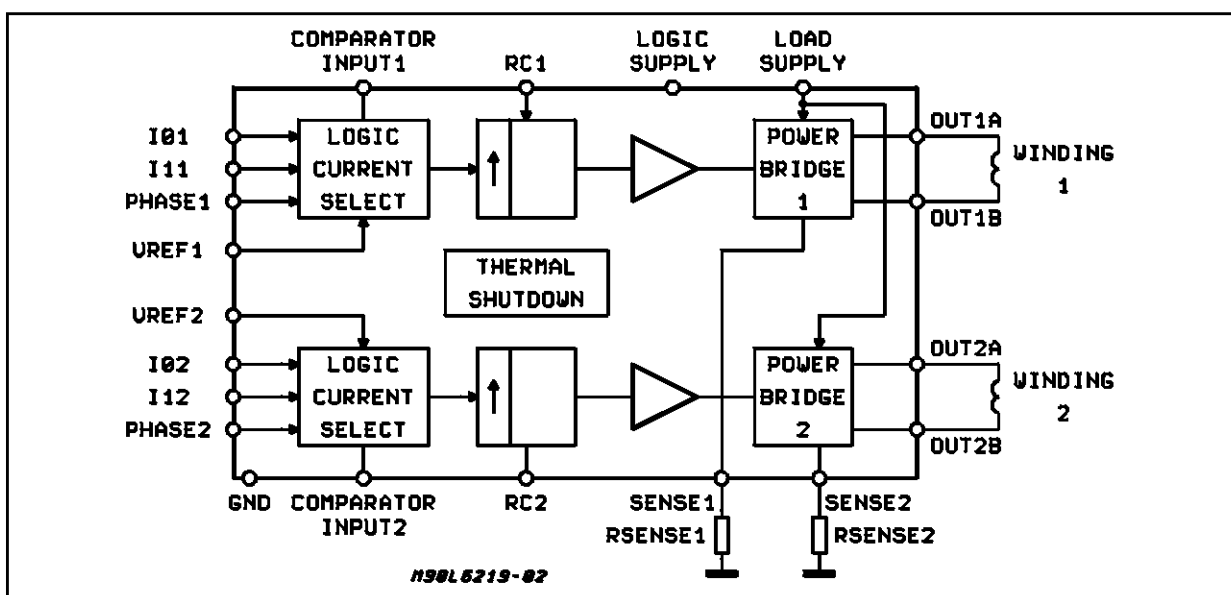 COMPARATOR
INPUT1
RC1
LOGIC
SUPPLY
LOAD
SUPPLY
I01
I11
PHASE1
VREF1
LOGIC
CURRENT
SELECT
POWER
BRIDGE
1
OUT1A
WINDING
1
OUT1B
THERMAL
SHUTDOWN
VREF2
I02
I12
PHASE2
LOGIC
CURRENT
SELECT
POWER
BRIDGE
2
OUT2A
WINDING
2
OUT2B
GND
COMPARATOR
INPUT2
RC2
SENSE1
RSENSE1
SENSE2
RSENSE2
M90L6219-02